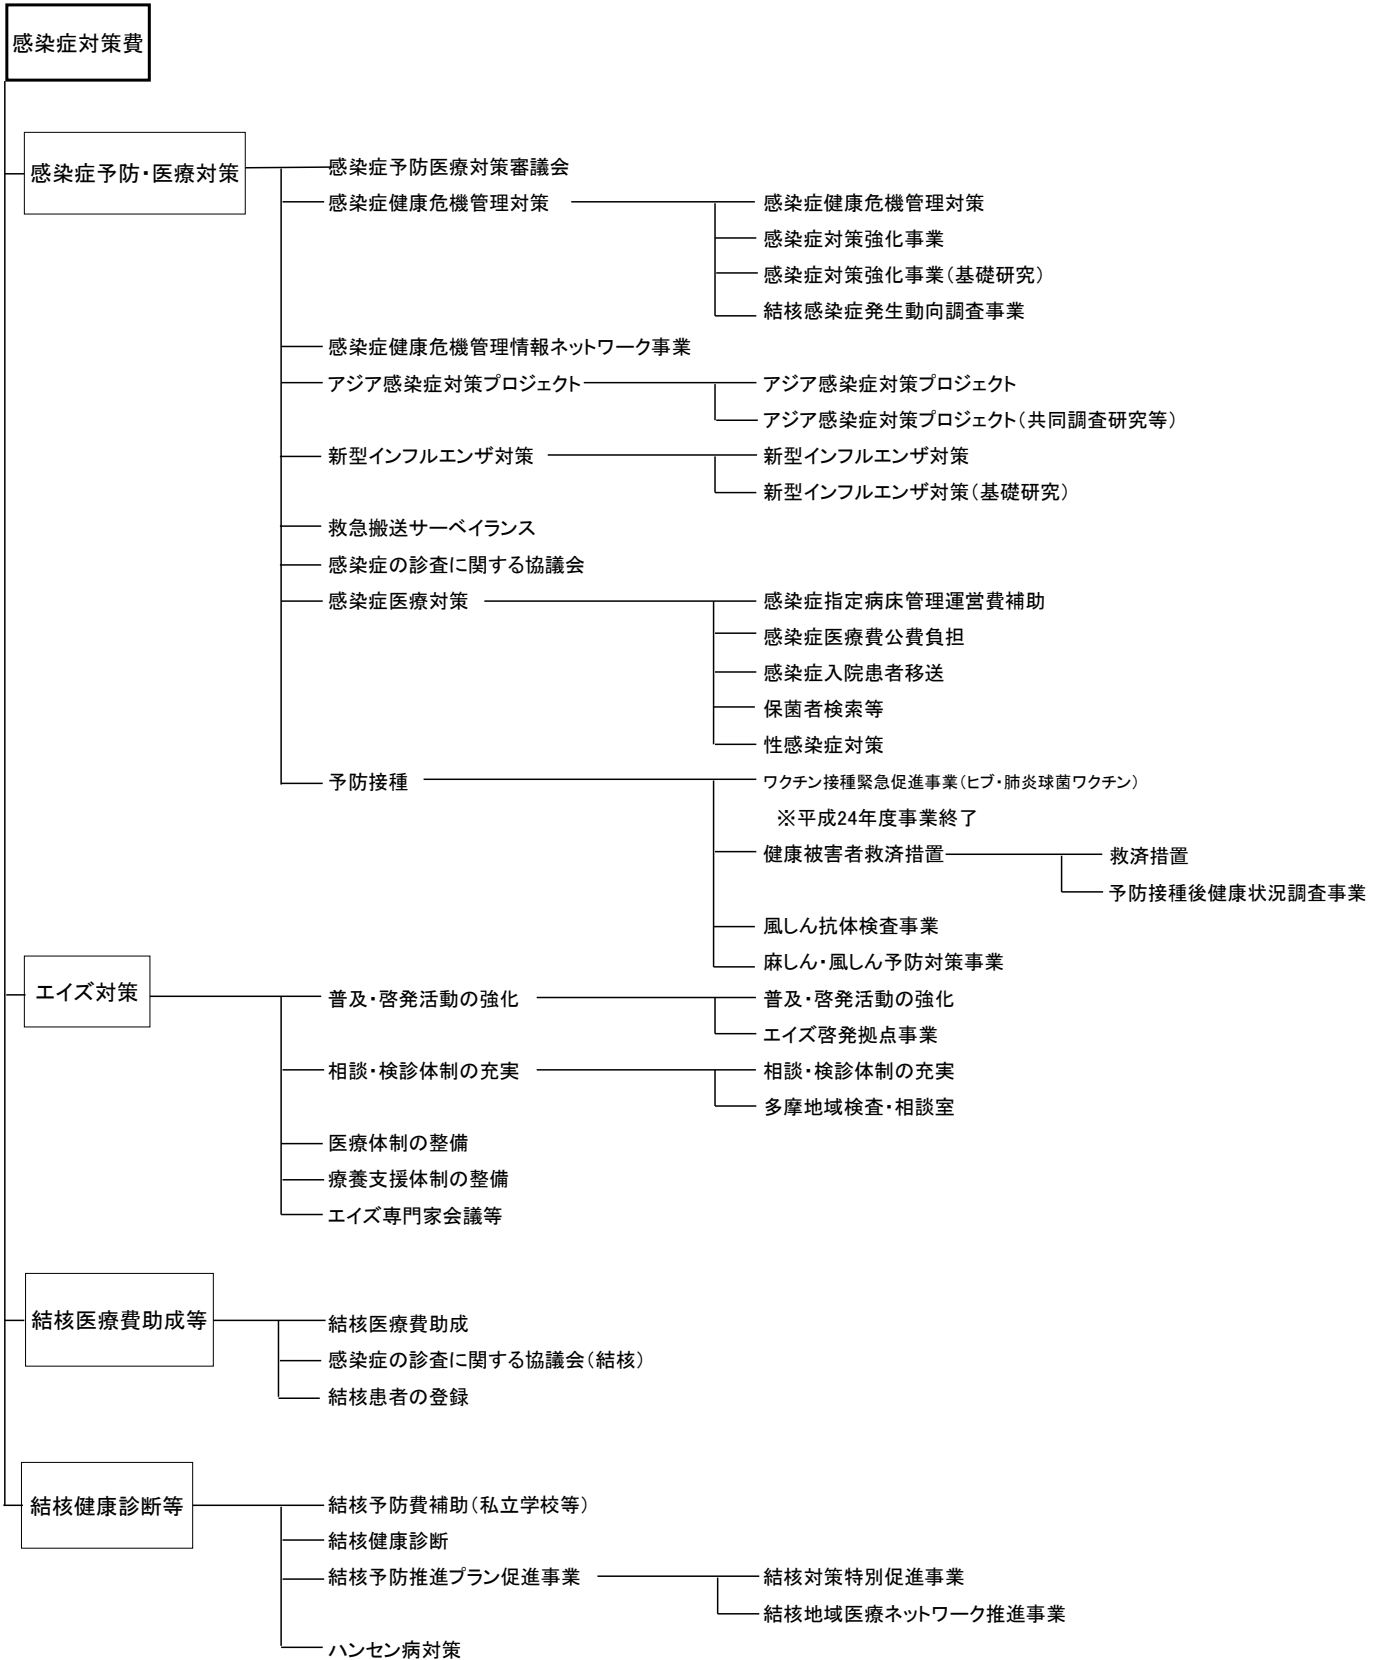 感染症対策費
感染症予防・医療対策
感染症予防医療対策審議会
感染症健康危機管理対策
感染症健康危機管理対策
感染症対策強化事業
感染症対策強化事業（基礎研究）
結核感染症発生動向調査事業
感染症健康危機管理情報ネットワーク事業
アジア感染症対策プロジェクト
アジア感染症対策プロジェクト
アジア感染症対策プロジェクト（共同調査研究等）
新型インフルエンザ対策
新型インフルエンザ対策
新型インフルエンザ対策（基礎研究）
救急搬送サーベイランス
感染症の診査に関する協議会
感染症医療対策
感染症指定病床管理運営費補助
感染症医療費公費負担
感染症入院患者移送
保菌者検索等
性感染症対策
予防接種
ワクチン接種緊急促進事業（ヒブ・肺炎球菌ワクチン）
※平成24年度事業終了
健康被害者救済措置
救済措置
予防接種後健康状況調査事業
風しん抗体検査事業
麻しん・風しん予防対策事業
エイズ対策
普及・啓発活動の強化
普及・啓発活動の強化
エイズ啓発拠点事業
相談・検診体制の充実
相談・検診体制の充実
多摩地域検査・相談室
医療体制の整備
療養支援体制の整備
エイズ専門家会議等
結核医療費助成等
結核医療費助成
感染症の診査に関する協議会（結核）
結核患者の登録
結核健康診断等
結核予防費補助（私立学校等）
結核健康診断
結核予防推進プラン促進事業
結核対策特別促進事業
結核地域医療ネットワーク推進事業
ハンセン病対策